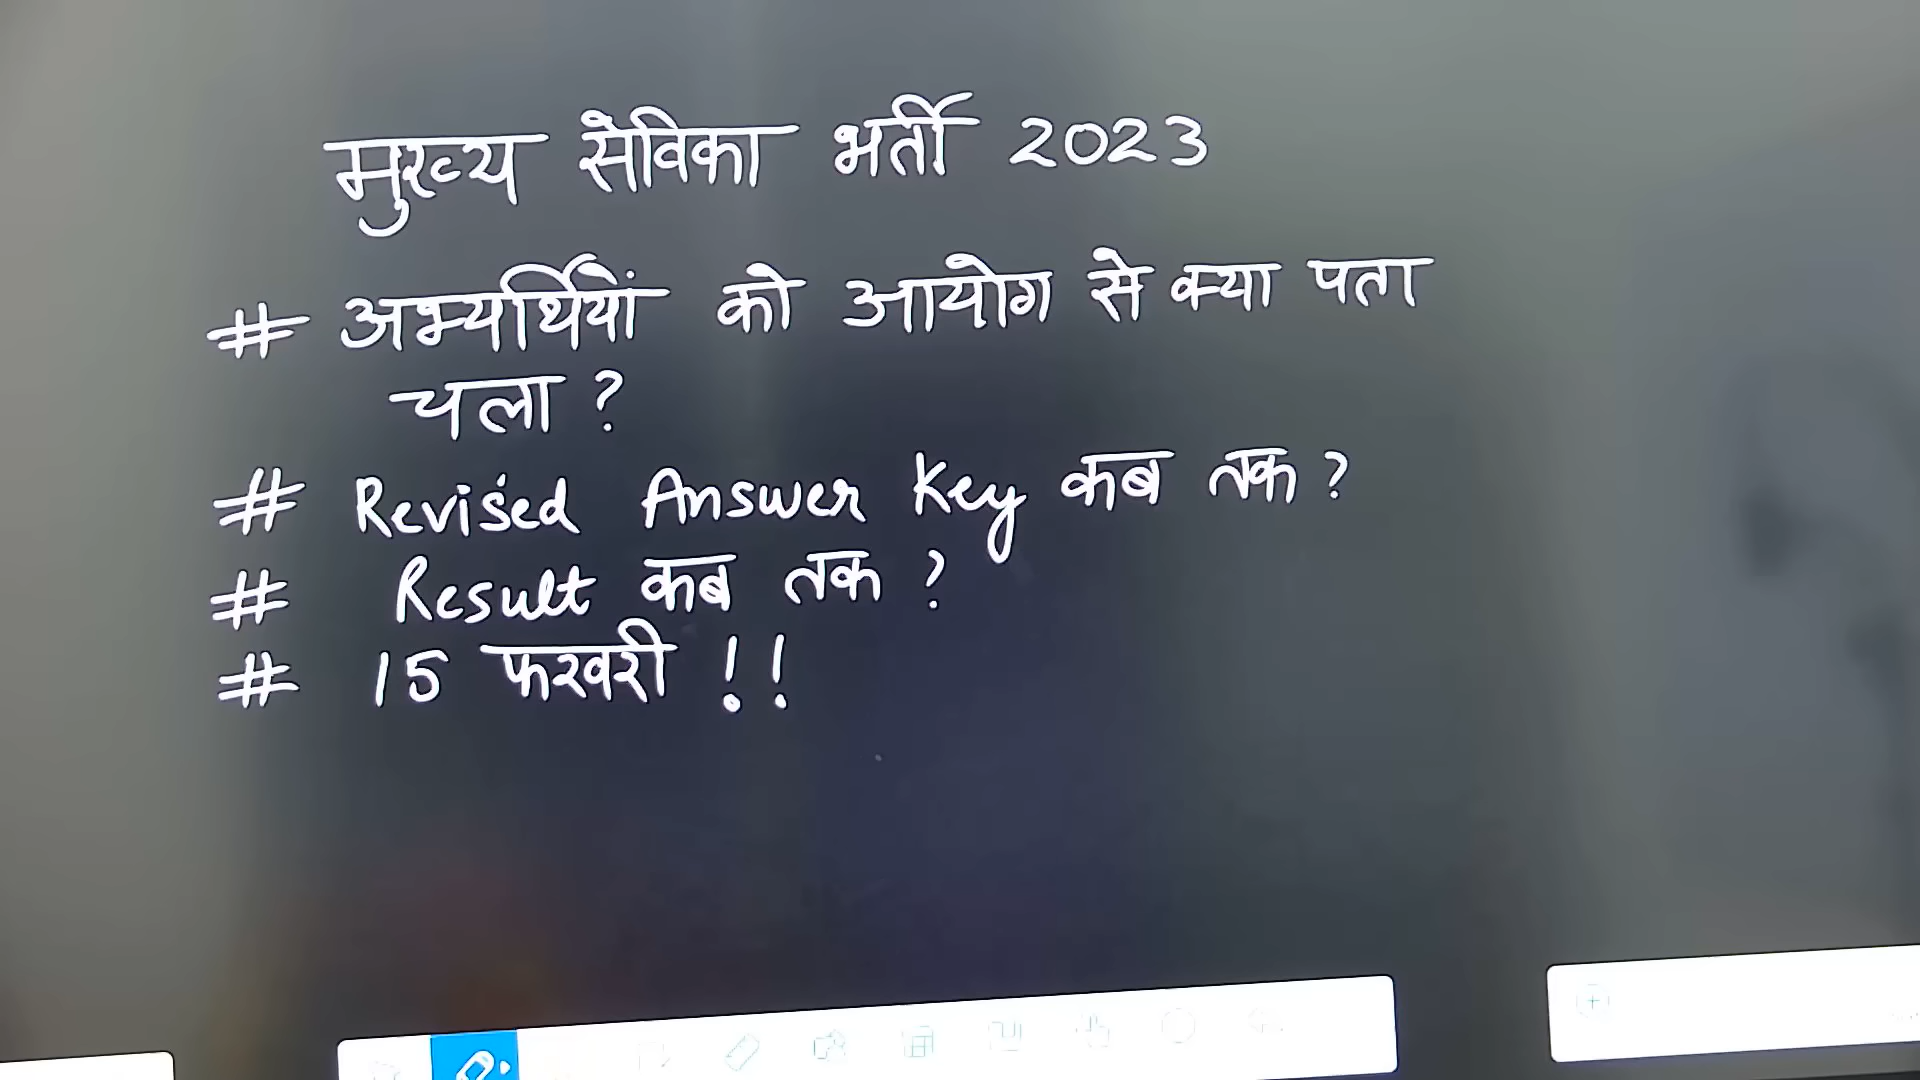 मुख्य सेविका भर्ती 2023
# अभ्यर्थियों को आयोग से क्या पता
चला ?
# Revised Answer Key कब तक ?
# Result कब तक ?
# 15 फरवरी !!